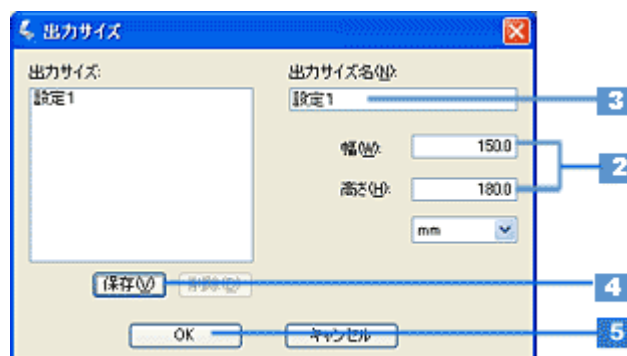 出力サイズ
出力サイズ:
出力サイズ名(N):
設定1
設定1
3
幅(W):
150.0
2
高さ(H):
180.0
mm
保存(V)
削除(D)
4
OK
キャンセル
5